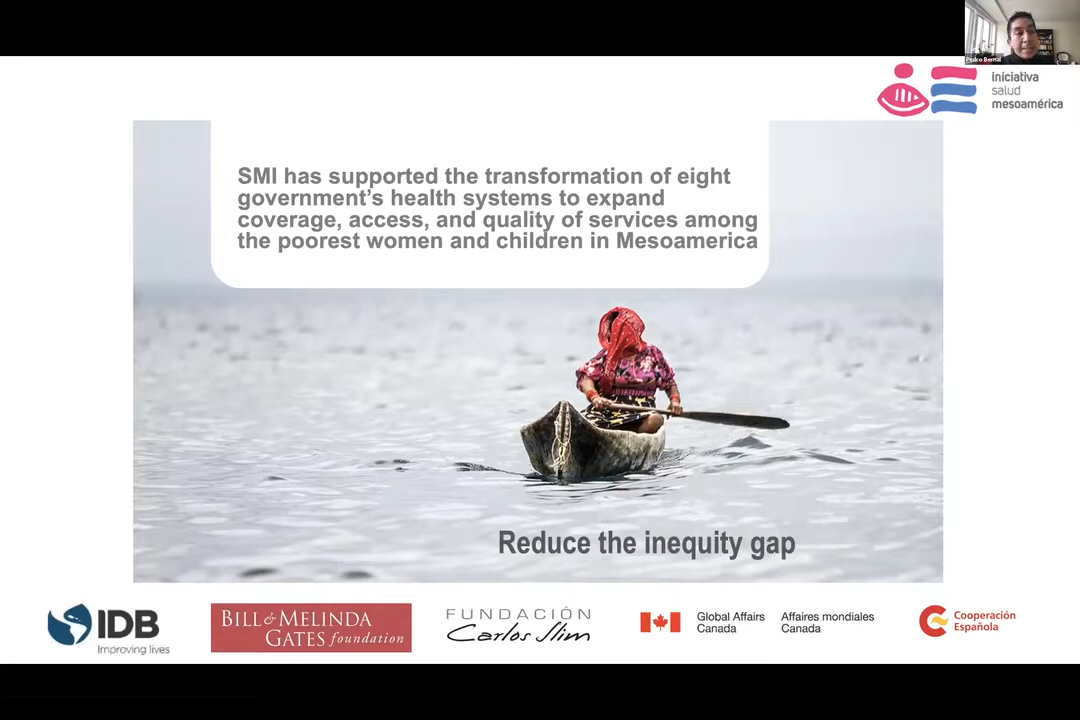 Pedro Bernal
iniciativa
salud
mesoamérica
SMI has supported the transformation of eight
government's health systems to expand
coverage, access, and quality of services among
the poorest women and children in Mesoamerica
Reduce the inequity gap
IDB
Improving lives
BILL & MELINDA
GATES foundation
FUNDACIÓN
Carlos Slim
Global Affairs
Canada
Affaires mondiales
Canada
Cooperación
Española